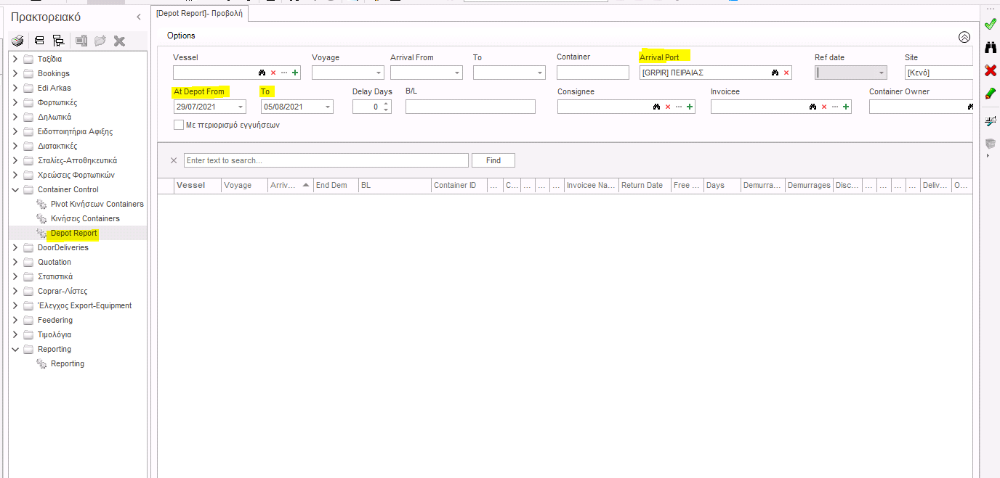 Πρακτορειακό
Ταξίδια
Bookings
Edi Arkas
Φορτωτικές
Δηλωτικά
Ειδοποιητήρια Αφιξης
Διατακτικές
Σταλίες-Αποθηκευτικά
Χρεώσεις Φορτωτικών
Container Control
Pivot Κινήσεων Containers
Κινήσεις Containers
Depot Report
DoorDeliveries
Quotation
Στατιστικά
Coprar-Λίστες
Έλεγχος Export-Equipment
Feedering
Τιμολόγια
Reporting
Reporting
[Depot Report]- Προβολή
Options
Vessel Voyage Arrival From To Container Arrival Port Ref date Site
[GRPIR] ΠΕΙΡΑΙΑΣ [Κενό]
At Depot From To Delay Days B/L Consignee Invoicee Container Owner
29/07/2021 05/08/2021 0
Με περιορισμό εγγυήσεων
Enter text to search... Find
Vessel Voyage Arriv... End Dem BL Container ID ... C... ... ... ... Invoicee Na... Return Date Free ... Days Demurra... Demurrages Disc... ... ... ... ... Deliv... O...